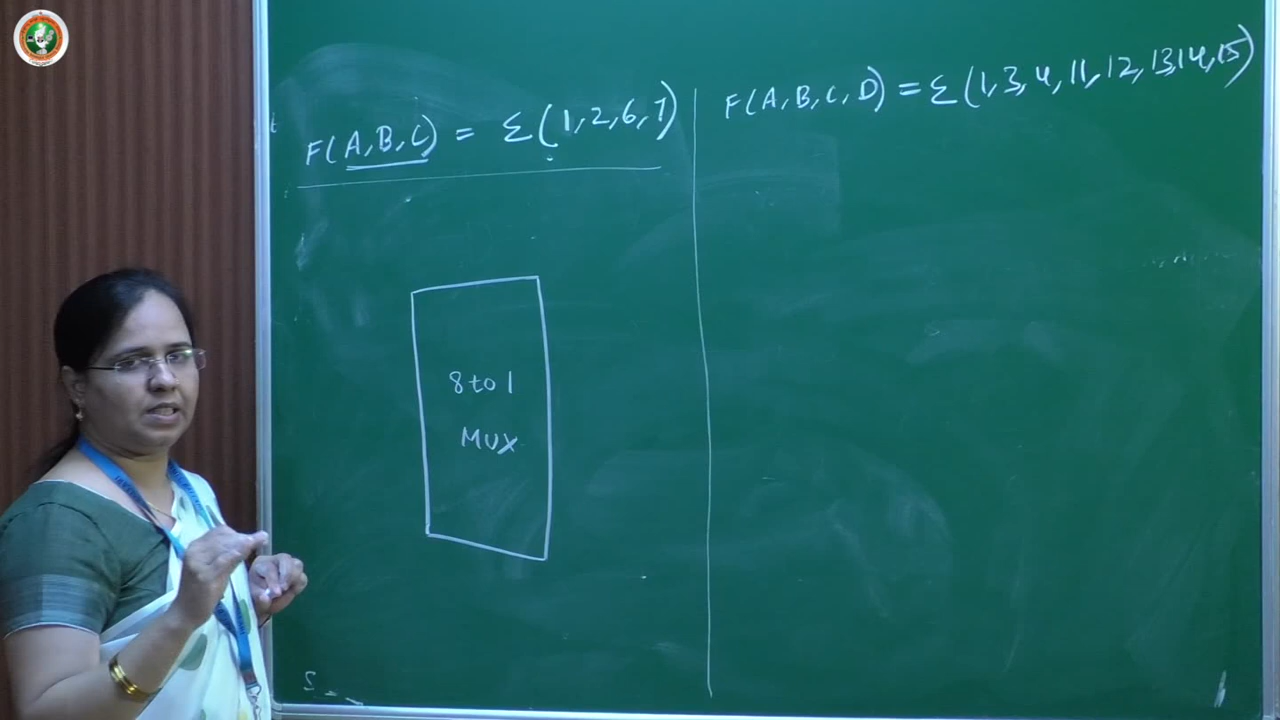 F(A,B,C) = Σ(1,2,6,7)
F(A,B,C,D) = Σ(1,3,4,11,12,13,14,15)
8 to 1
MUX